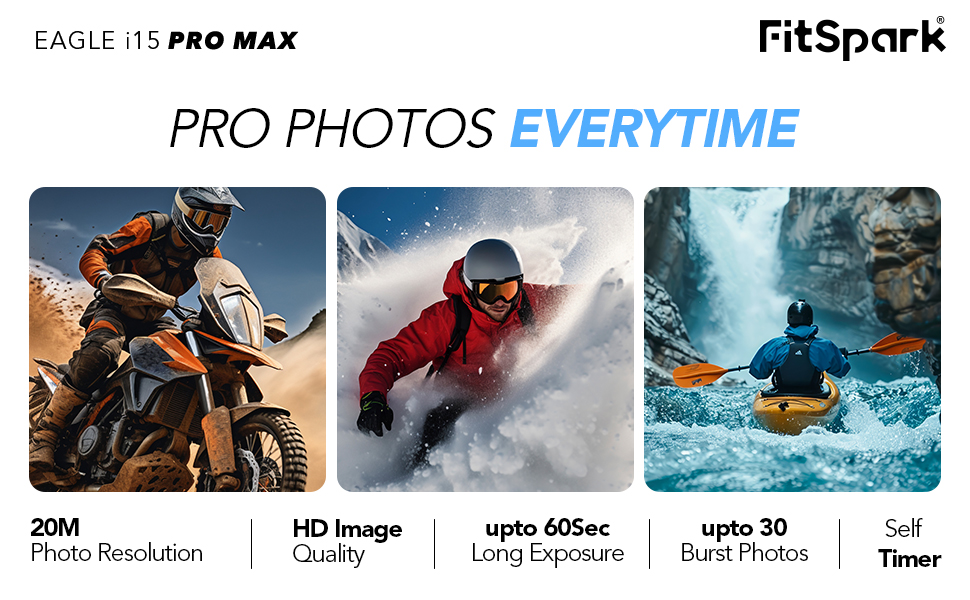 EAGLE i15 PRO MAX
FitSpark®
PRO PHOTOS EVERYTIME
20M
Photo Resolution
HD Image
Quality
upto 60Sec
Long Exposure
upto 30
Burst Photos
Self
Timer